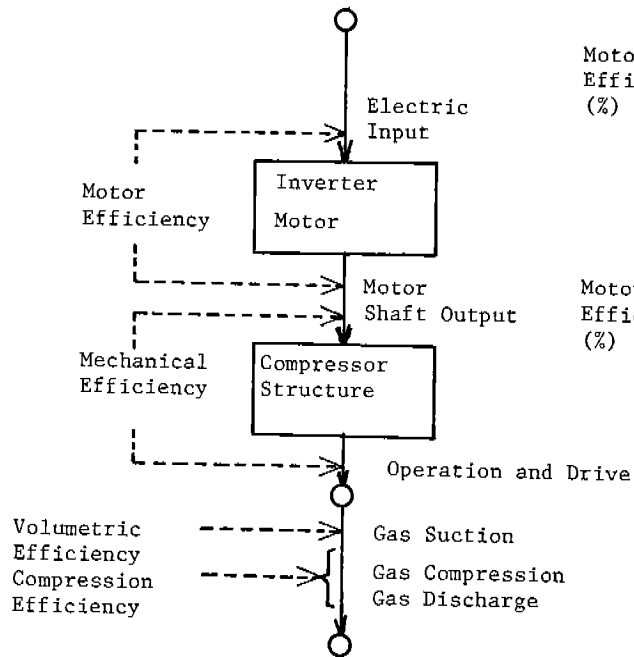 Electric
Input
Inverter
Motor
Motor
Efficiency
Motor
Shaft Output
Mechanical
Efficiency
Compressor
Structure
Operation and Drive
Volumetric
Efficiency
Gas Suction
Compression
Efficiency
Gas Compression
Gas Discharge
Moto
Effi
(%)
Moto
Effi
(%)